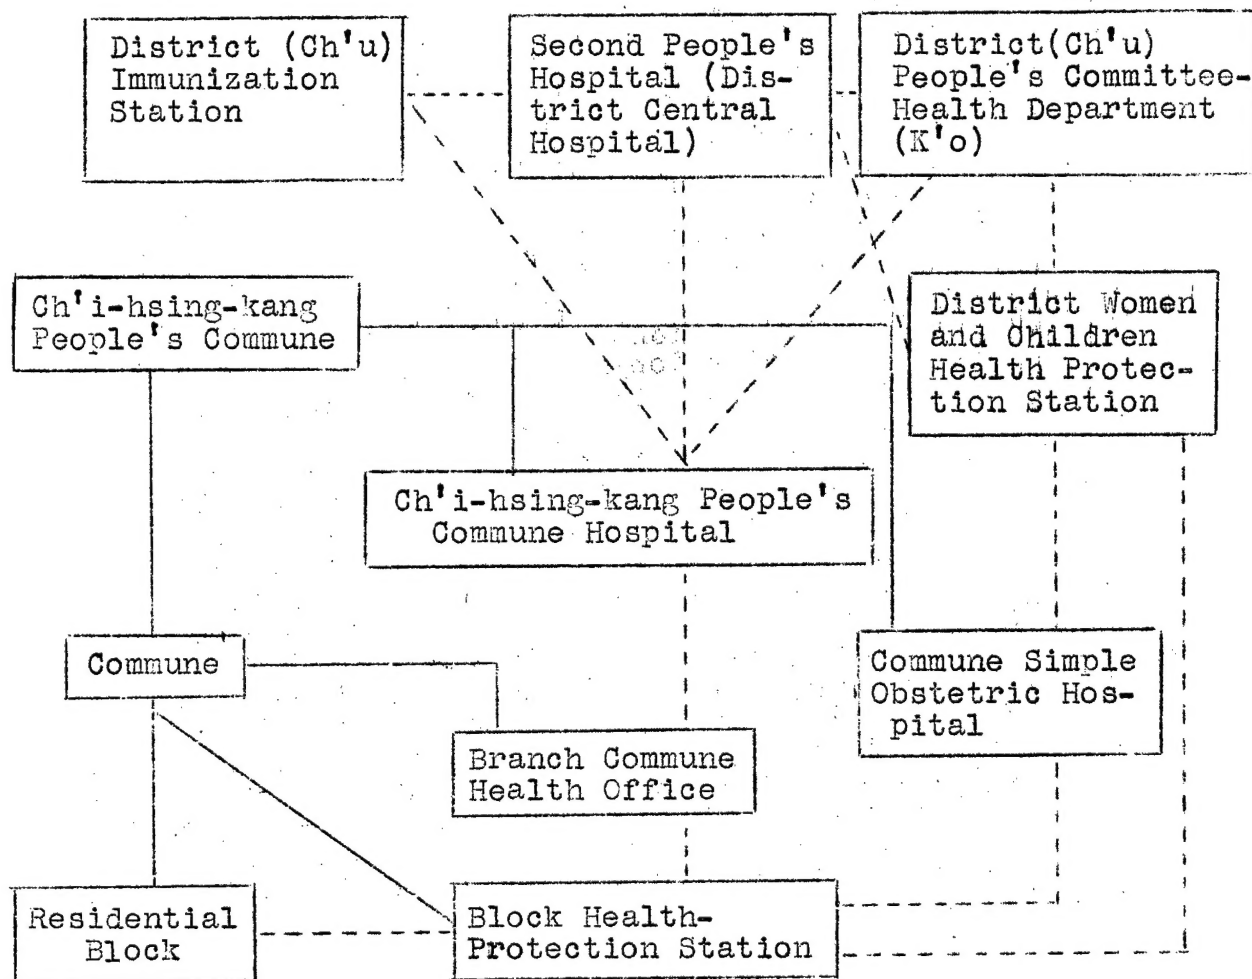 District (Ch'u)
Immunization
Station
Second People's
Hospital (Dis-
trict Central
Hospital)
District(Ch'u)
People's Committee-
Health Department
(K'o)
Ch'i-hsing-kang
People's Commune
District Women
and Children
Health Protec-
tion Station
Ch'i-hsing-kang People's
Commune Hospital
Commune
Commune Simple
Obstetric Hos-
pital
Branch Commune
Health Office
Residential
Block
Block Health-
Protection Station